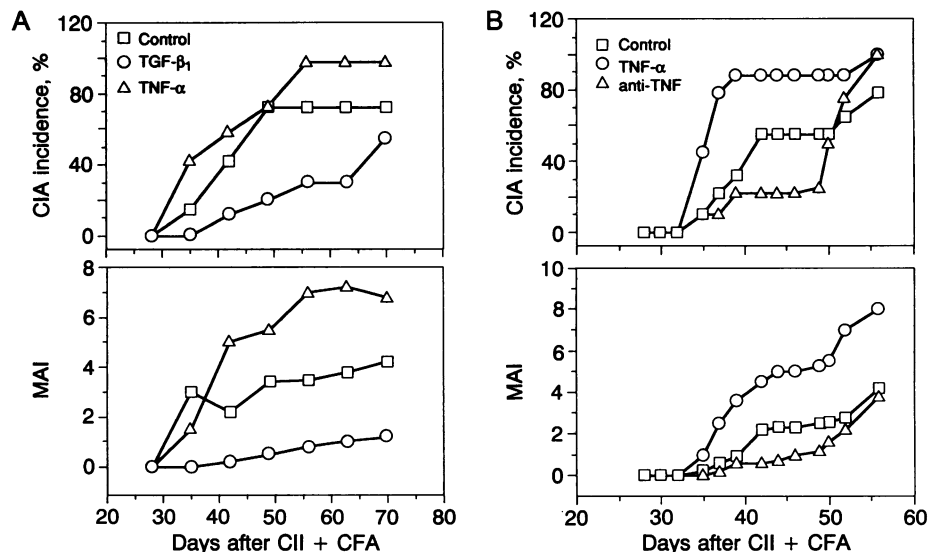 A
120
80
40
0
CIA incidence, %
Control
TGF-β₁
TNF-α
8
6
4
2
0
MAI
20 30 40 50 60 70 80
Days after CII + CFA
B
120
80
40
0
CIA incidence, %
Control
TNF-α
anti-TNF
10
8
6
4
2
0
MAI
20 30 40 50 60
Days after CII + CFA